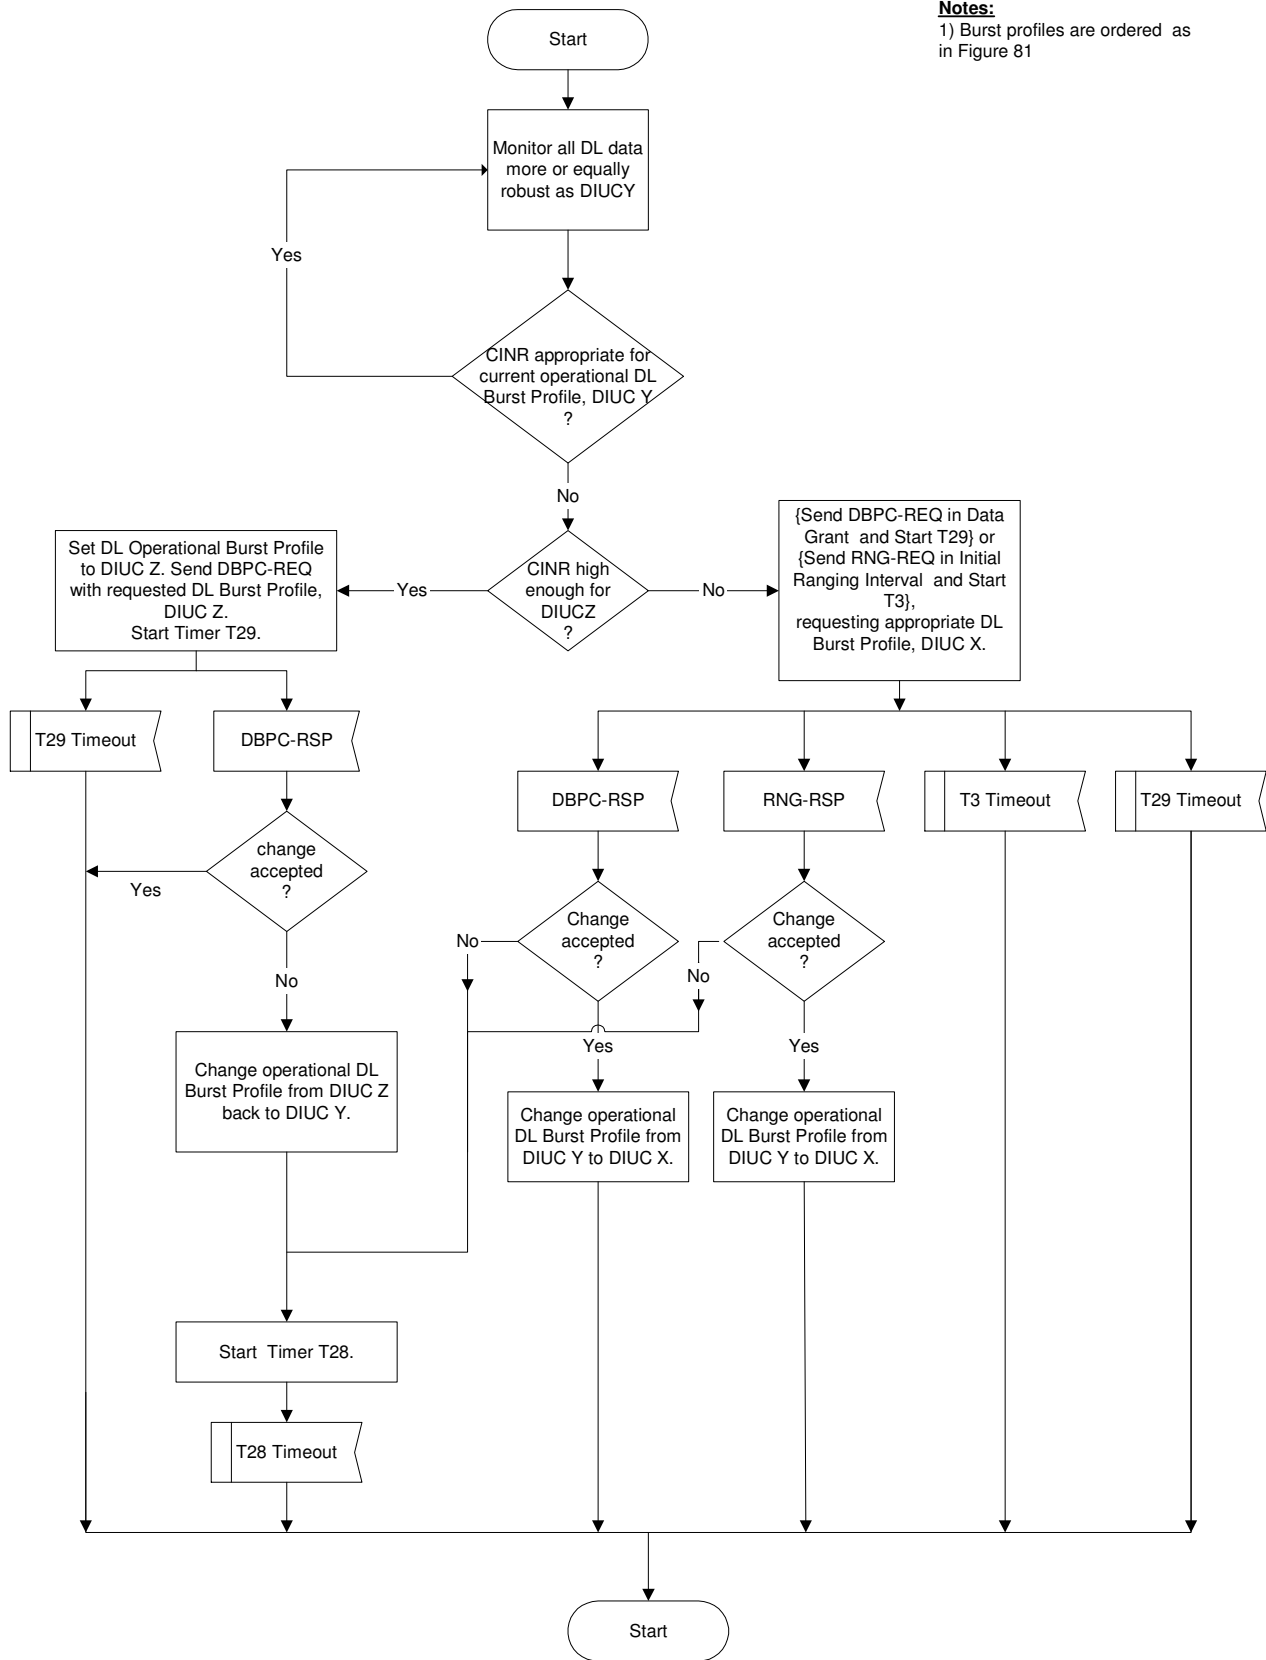 Notes:
1) Burst profiles are ordered as
in Figure 81
Start
Monitor all DL data
more or equally
robust as DIUCY
Yes
CINR appropriate for
current operational DL
Burst Profile, DIUC Y
?
No
Set DL Operational Burst Profile
to DIUC Z. Send DBPC-REQ
with requested DL Burst Profile,
DIUC Z.
Start Timer T29.
Yes
CINR high
enough for
DIUCZ
?
No
{Send DBPC-REQ in Data
Grant and Start T29} or
{Send RNG-REQ in Initial
Ranging Interval and Start
T3},
requesting appropriate DL
Burst Profile, DIUC X.
T29 Timeout
DBPC-RSP
DBPC-RSP
RNG-RSP
T3 Timeout
T29 Timeout
change
accepted
?
Yes
No
Change
accepted
?
No
Yes
Change
accepted
?
No
Yes
Change operational DL
Burst Profile from DIUC Z
back to DIUC Y.
Change operational
DL Burst Profile from
DIUC Y to DIUC X.
Change operational
DL Burst Profile from
DIUC Y to DIUC X.
Start Timer T28.
T28 Timeout
Start